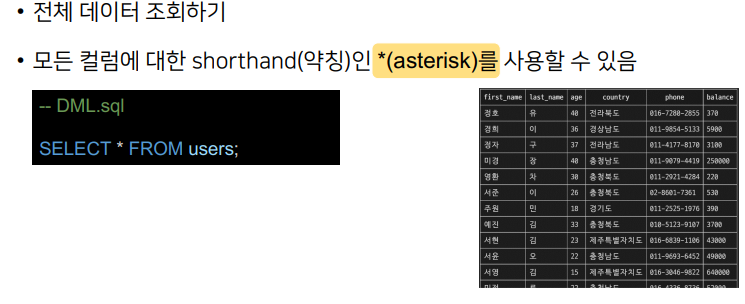 • 전체 데이터 조회하기
• 모든 컬럼에 대한 shorthand(약칭)인 *(asterisk)를 사용할 수 있음
-- DML.sql
SELECT * FROM users;
first_name last_name age country phone balance
정호 유 40 전라북도 016-7280-2855 370
경희 이 36 경상남도 011-9854-5133 5900
정자 구 37 전라남도 011-4177-8170 3100
미경 장 40 충청남도 011-9079-4419 250000
영환 차 30 충청북도 011-2921-4284 220
서준 이 26 충청북도 02-8601-7361 530
주원 민 18 경기도 011-2525-1976 390
예진 김 33 충청북도 010-5123-9107 3700
서현 김 23 제주특별자치도 016-6839-1106 43000
서윤 오 22 충청남도 011-9693-6452 49000
서영 김 15 제주특별자치도 016-3046-9822 640000